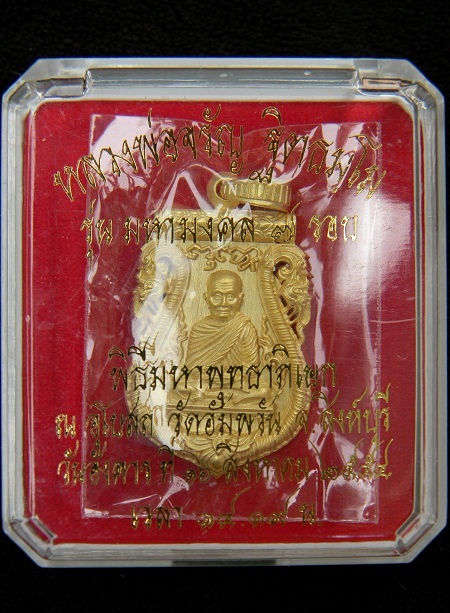 หลวงพ่อจรัญ ฐิตธมฺโม
รุ่น มหามงคล ๗ รอบ
พิธีมหาพุทธาภิเษก
ณ อุโบสถ วัดอัมพวัน จ.สิงห์บุรี
วันอังคาร ที่ ๑๖ สิงหาคม ๒๕๕๔
เวลา ๑๙.๑๙ น.